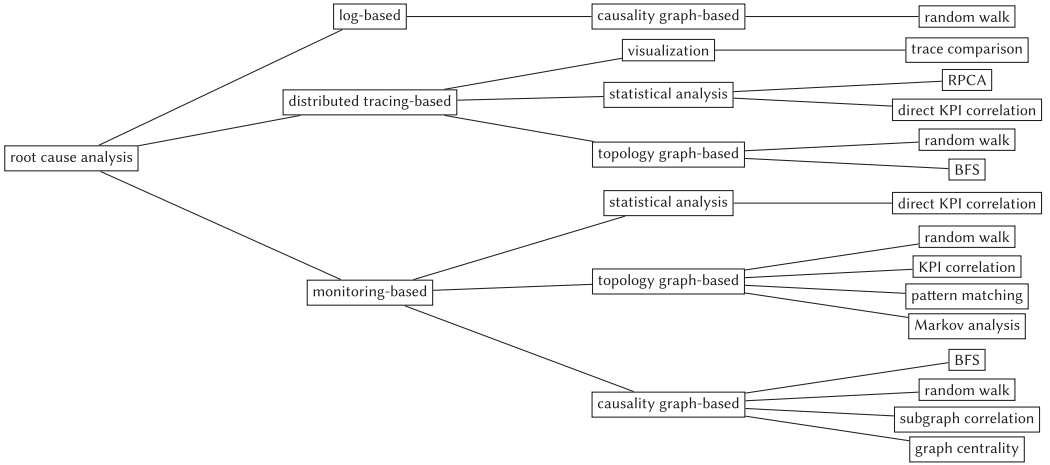 log-based
causality graph-based
random walk
visualization
trace comparison
distributed tracing-based
statistical analysis
RPCA
direct KPI correlation
root cause analysis
topology graph-based
random walk
BFS
statistical analysis
direct KPI correlation
monitoring-based
topology graph-based
random walk
KPI correlation
pattern matching
Markov analysis
causality graph-based
BFS
random walk
subgraph correlation
graph centrality